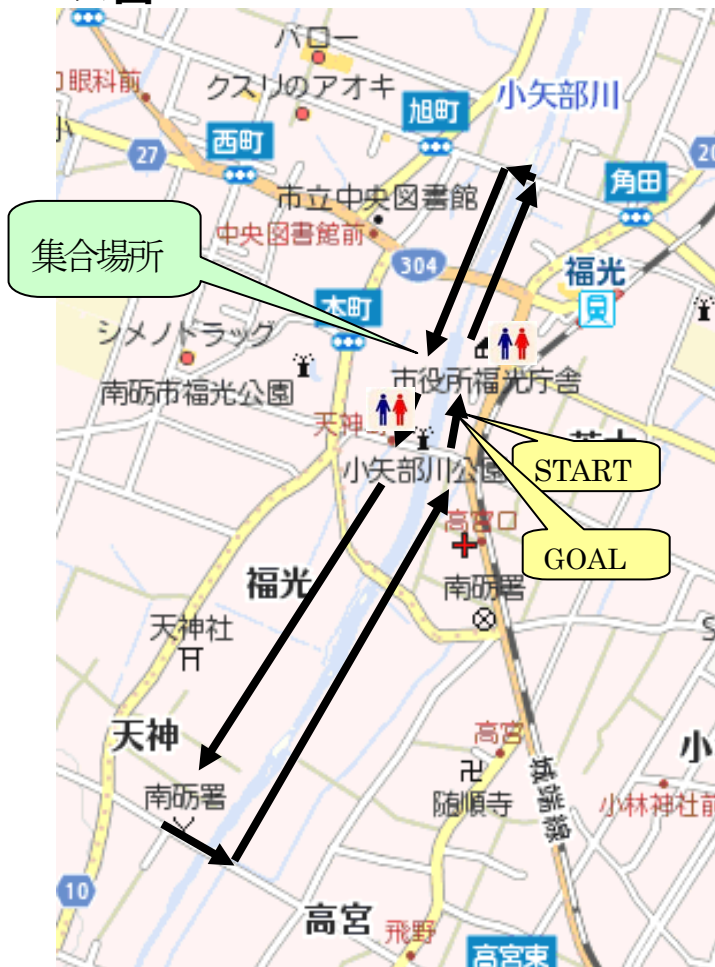 バロー
眼科前
クスリのアオキ
小矢部川
旭町
西町
27
20
角田
市立中央図書館
中央図書館前
集合場所
304
福光
本町
シメノドラッグ
市役所福光庁舎
南砺市福光公園
天神
START
小矢部川公園
高宮口
GOAL
福光
南砺署
天神社
天神
高宮
小
南砺署
随順寺
城端線
小林神社前
10
高宮
飛野
高宮東